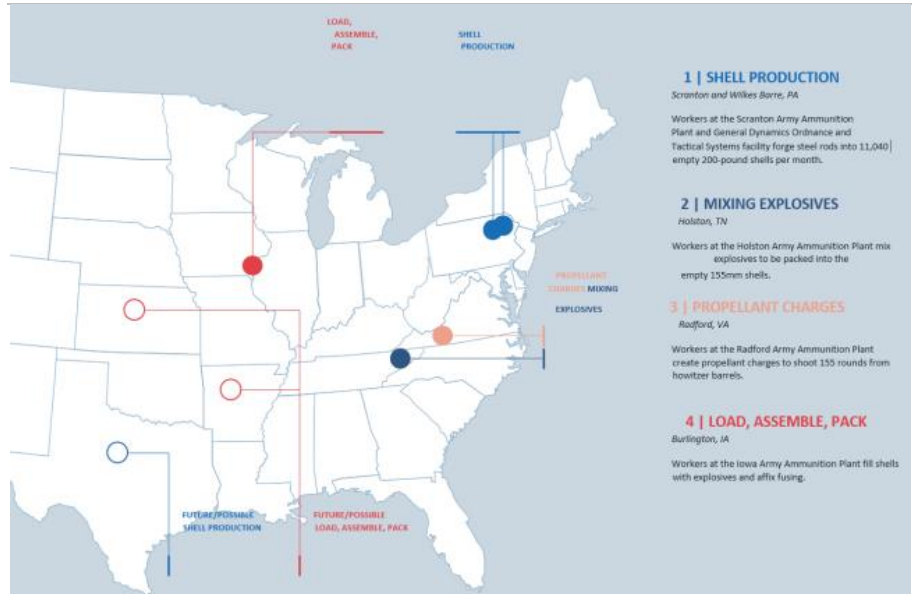 LOAD,
ASSEMBLE,
PACK
SHELL
PRODUCTION
PROPELLANT
CHARGES MIXING
EXPLOSIVES
FUTURE/POSSIBLE
SHELL PRODUCTION
FUTURE/POSSIBLE
LOAD, ASSEMBLE, PACK
1 | SHELL PRODUCTION
Scranton and Wilkes Barre, PA
Workers at the Scranton Army Ammunition
Plant and General Dynamics Ordnance and
Tactical Systems facility forge steel rods into 11,040
empty 200-pound shells per month.
2 | MIXING EXPLOSIVES
Holston, TN
Workers at the Holston Army Ammunition Plant mix
explosives to be packed into the
empty 155mm shells.
3 | PROPELLANT CHARGES
Radford, VA
Workers at the Radford Army Ammunition Plant
create propellant charges to shoot 155 rounds from
howitzer barrels.
4 | LOAD, ASSEMBLE, PACK
Burlington, IA
Workers at the Iowa Army Ammunition Plant fill shells
with explosives and affix fusing.